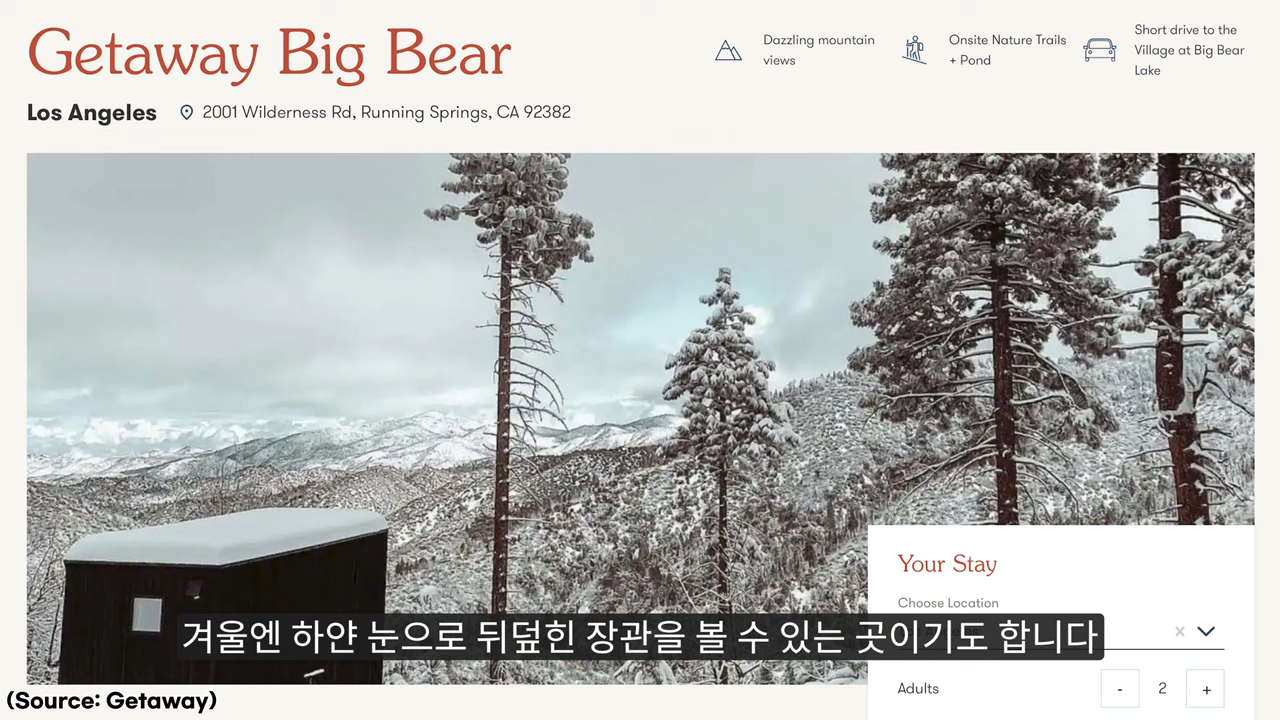 Getaway Big Bear
Los Angeles
2001 Wilderness Rd, Running Springs, CA 92382
Dazzling mountain
views
Onsite Nature Trails
+ Pond
Short drive to the
Village at Big Bear
Lake
Your Stay
Choose Location
겨울엔 하얀 눈으로 뒤덮힌 장관을 볼 수 있는 곳이기도 합니다
Adults
- 2 +
(Source: Getaway)